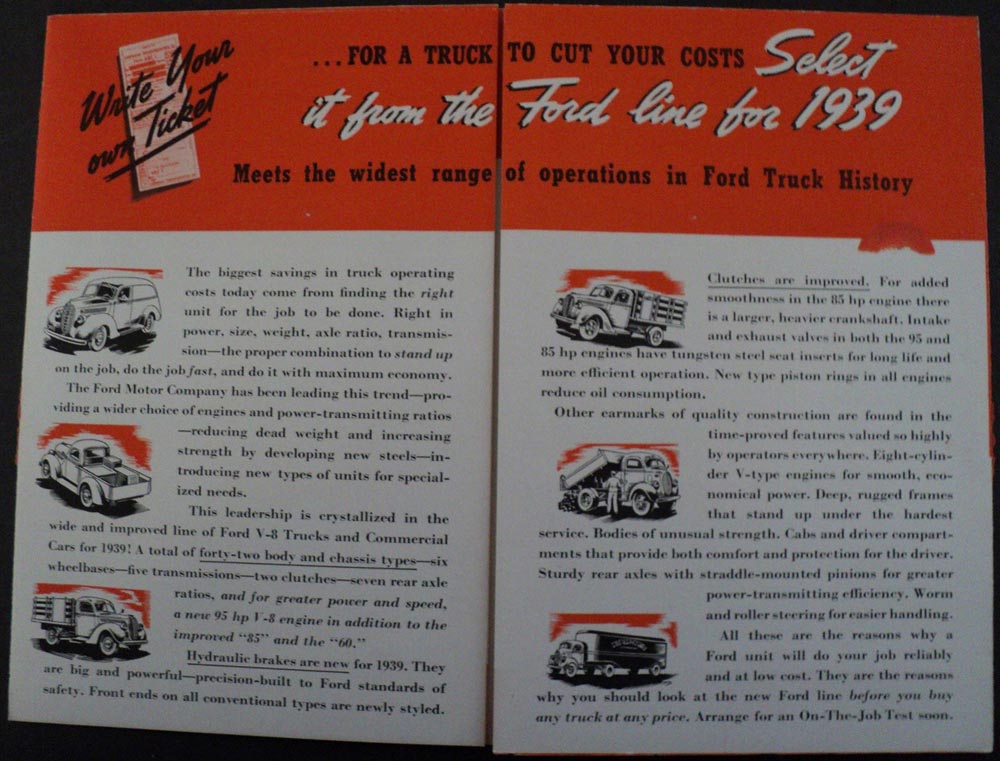 Write Your
own Ticket
...FOR A TRUCK TO CUT YOUR COSTS Select
it from the Ford line for 1939
Meets the widest range of operations in Ford Truck History
The biggest savings in truck operating
costs today come from finding the right
unit for the job to be done. Right in
power, size, weight, axle ratio, transmis-
sion—the proper combination to stand up
on the job, do the job fast, and do it with maximum economy.
The Ford Motor Company has been leading this trend—pro-
viding a wider choice of engines and power-transmitting ratios
—reducing dead weight and increasing
strength by developing new steels—in-
troducing new types of units for special-
ized needs.
This leadership is crystallized in the
wide and improved line of Ford V-8 Trucks and Commercial
Cars for 1939! A total of forty-two body and chassis types—six
wheelbases—five transmissions—two clutches—seven rear axle
ratios, and for greater power and speed,
a new 95 hp V-8 engine in addition to the
improved "85" and the "60."
Hydraulic brakes are new for 1939. They
are big and powerful—precision-built to Ford standards of
safety. Front ends on all conventional types are newly styled.
Clutches are improved. For added
smoothness in the 85 hp engine there
is a larger, heavier crankshaft. Intake
and exhaust valves in both the 95 and
85 hp engines have tungsten steel seat inserts for long life and
more efficient operation. New type piston rings in all engines
reduce oil consumption.
Other earmarks of quality construction are found in the
time-proved features valued so highly
by operators everywhere. Eight-cylin-
der V-type engines for smooth, eco-
nomical power. Deep, rugged frames
that stand up under the hardest
service. Bodies of unusual strength. Cabs and driver compart-
ments that provide both comfort and protection for the driver.
Sturdy rear axles with straddle-mounted pinions for greater
power-transmitting efficiency. Worm
and roller steering for easier handling.
All these are the reasons why a
Ford unit will do your job reliably
and at low cost. They are the reasons
why you should look at the new Ford line before you buy
any truck at any price. Arrange for an On-The-Job Test soon.